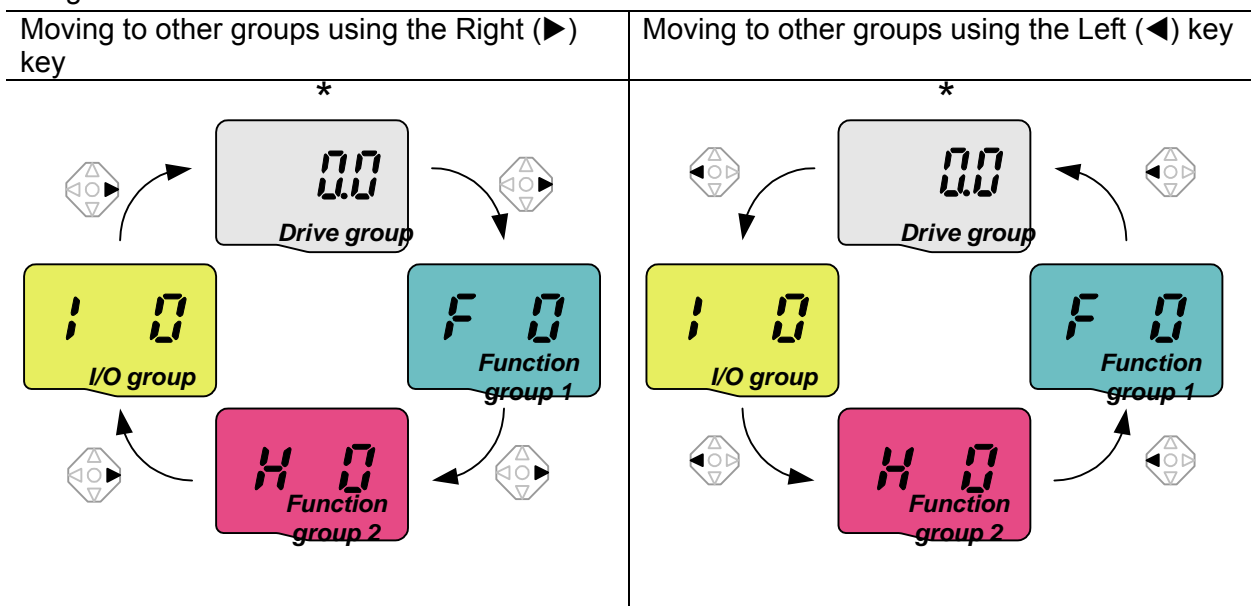 Moving to other groups using the Right (▶)
key
Moving to other groups using the Left (◀) key
*
0.0
Drive group
I 0
I/O group
F 0
Function
group 1
H 0
Function
group 2
*
0.0
Drive group
I 0
I/O group
F 0
Function
group 1
H 0
Function
group 2